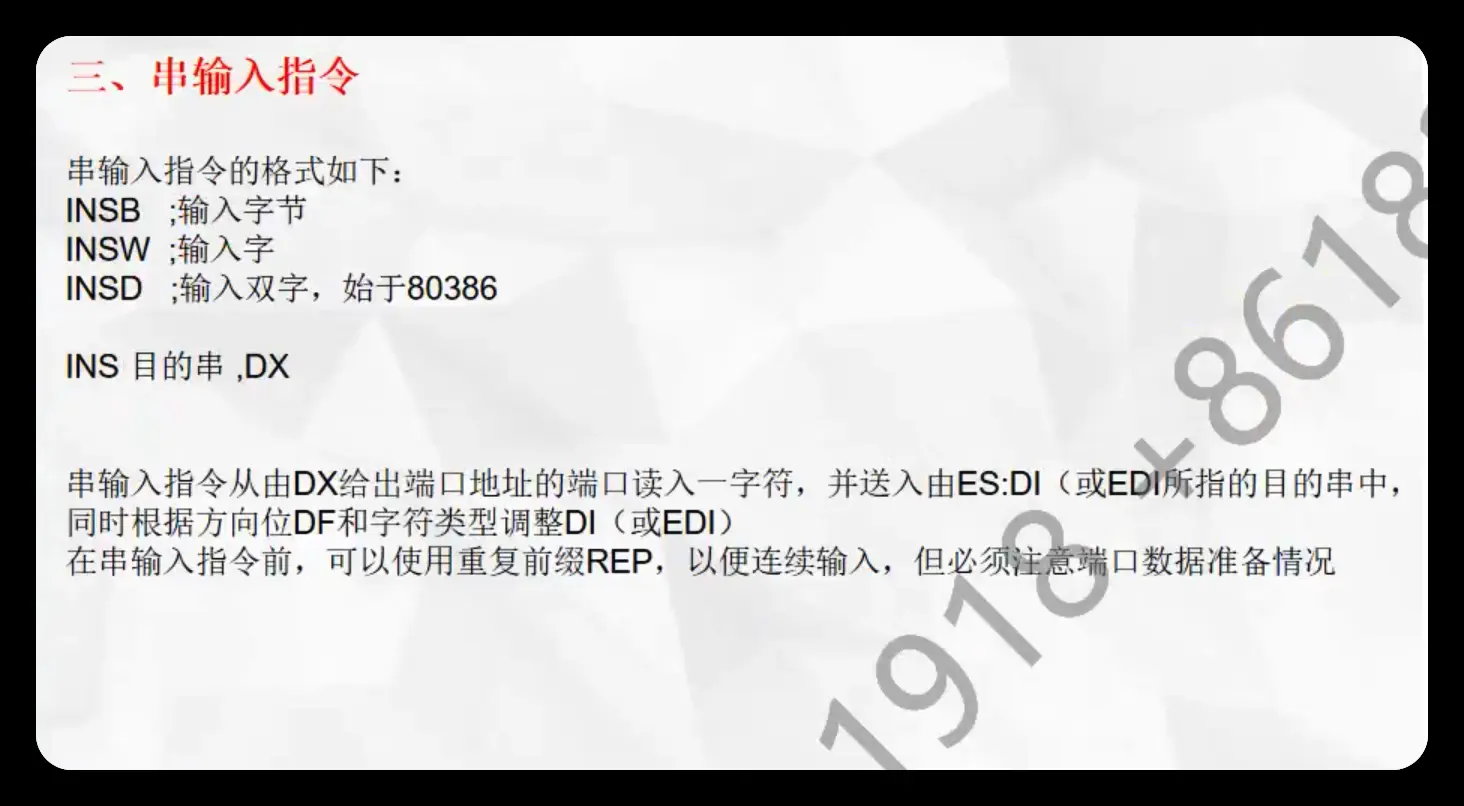 三、串输入指令
串输入指令的格式如下：
INSB ;输入字节
INSW ;输入字
INSD ;输入双字，始于80386
INS 目的串 ,DX
串输入指令从由DX给出端口地址的端口读入一字符，并送入由ES:DI（或EDI所指的目的串中，
同时根据方向位DF和字符类型调整DI（或EDI）
在串输入指令前，可以使用重复前缀REP，以便连续输入，但必须注意端口数据准备情况
1918 +8618